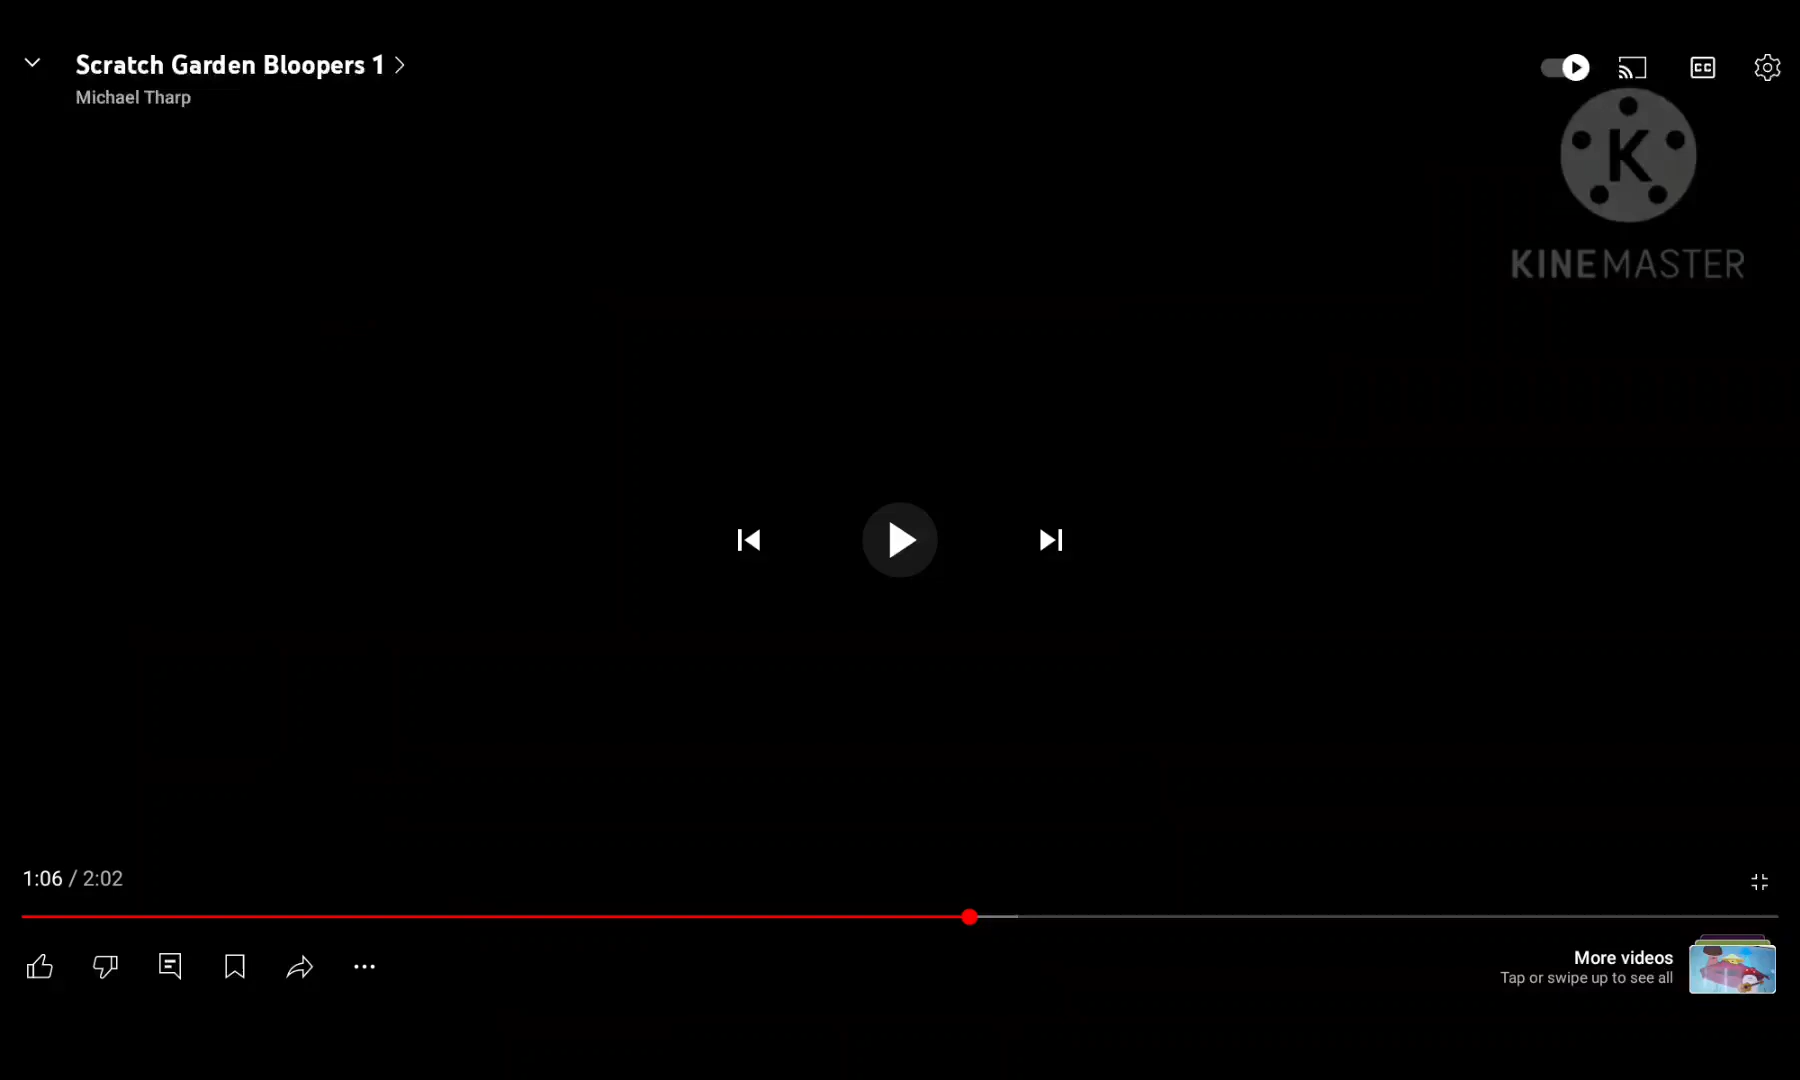 Scratch Garden Bloopers 1
Michael Tharp
CC
K
KINEMASTER
1:06 / 2:02
More videos
Tap or swipe up to see all